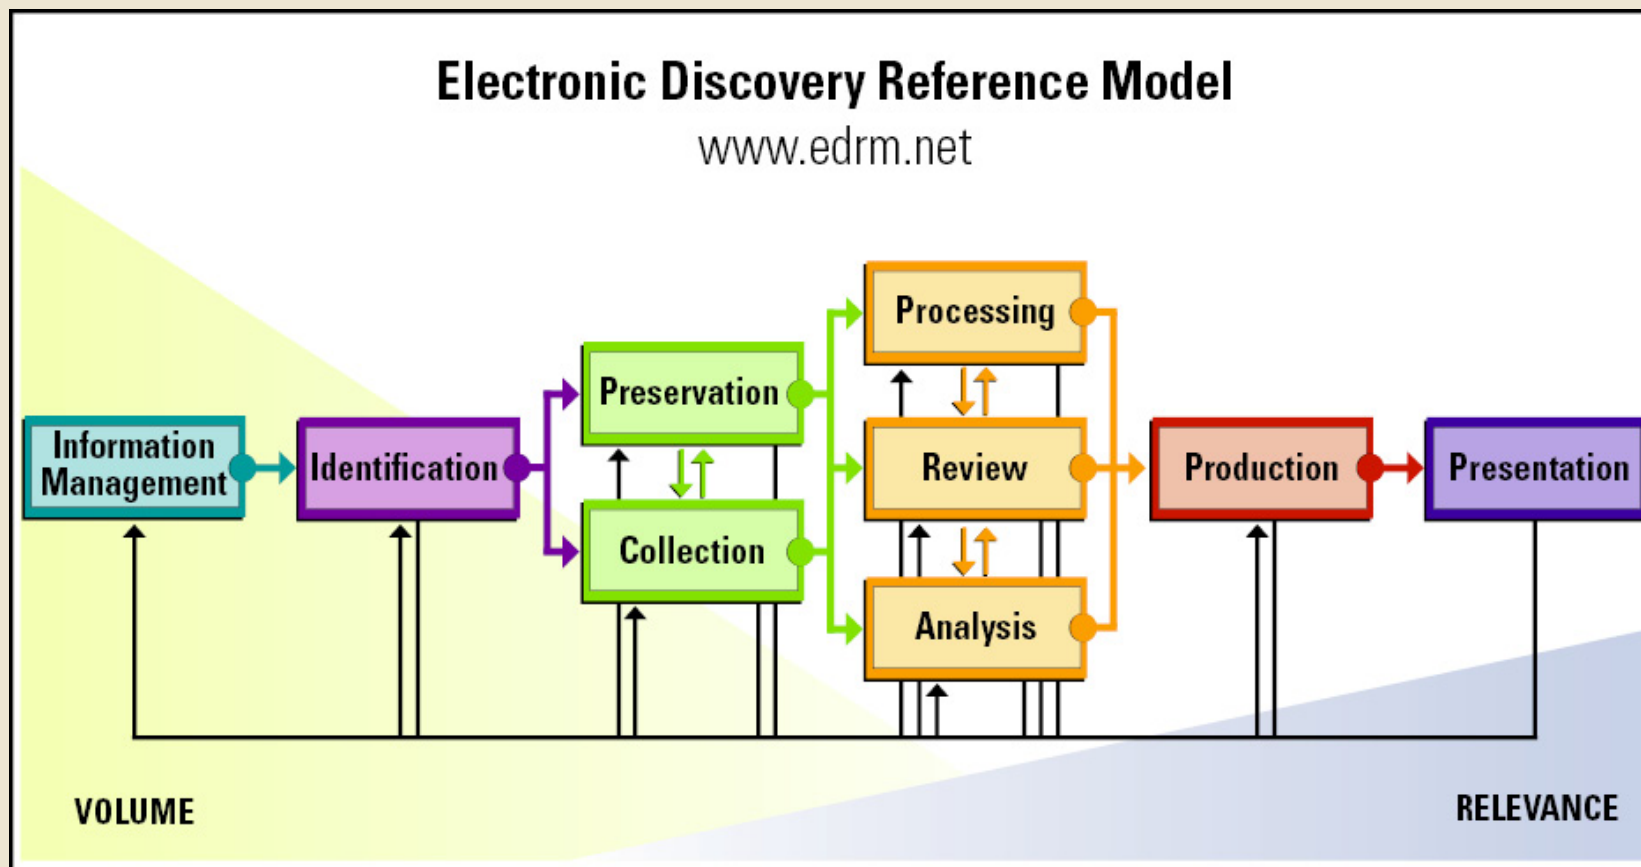 Electronic Discovery Reference Model
www.edrm.net
Information
Management
Identification
Preservation
Collection
Processing
Review
Analysis
Production
Presentation
VOLUME
RELEVANCE